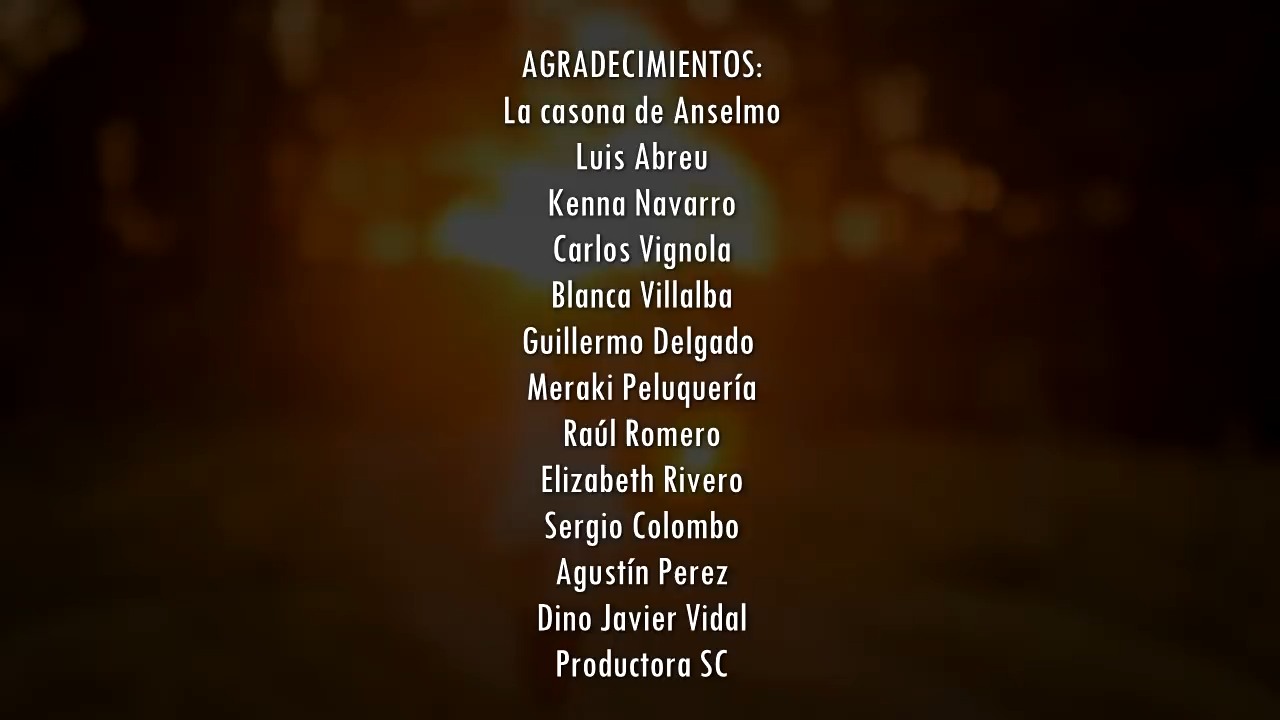 AGRADECIMIENTOS:
La casona de Anselmo
Luis Abreu
Kenna Navarro
Carlos Vignola
Blanca Villalba
Guillermo Delgado
Meraki Peluquería
Raúl Romero
Elizabeth Rivero
Sergio Colombo
Agustín Perez
Dino Javier Vidal
Productora SC